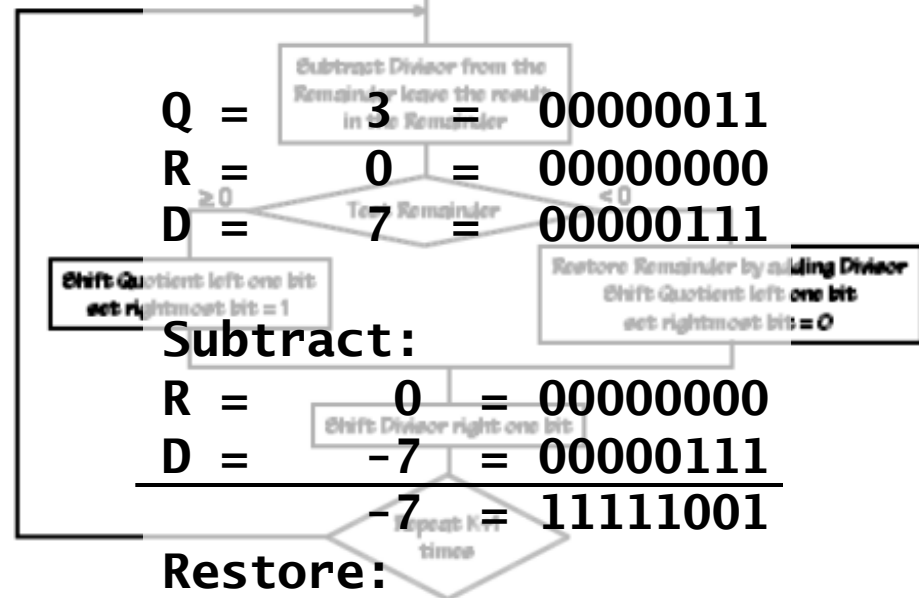 Subtract Divisor from the
Remainder leave the result
in the Remainder
Q = 3 = 00000011
R = 0 = 00000000
D = 7 = 00000111
≥ 0
Test Remainder
< 0
Shift Quotient left one bit
set rightmost bit = 1
Restore Remainder by adding Divisor
Shift Quotient left one bit
set rightmost bit = 0
Subtract:
R = 0 = 00000000
Shift Divisor right one bit
D = -7 = 00000111
-7 = 11111001
Repeat
times
Restore: